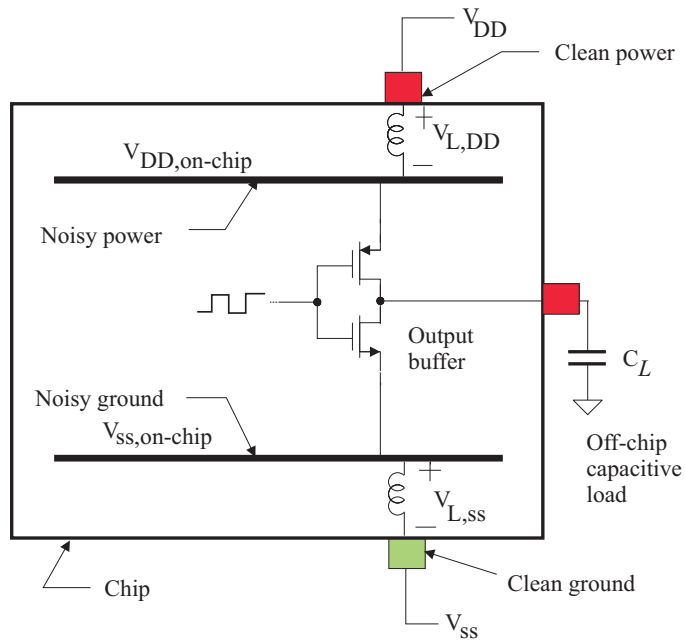 V_DD
Clean power
+
V_L,DD
V_DD,on-chip
−
Noisy power
Output
buffer
C_L
Noisy ground
V_ss,on-chip
Off-chip
capacitive
load
+
V_L,ss
−
Chip
Clean ground
V_ss